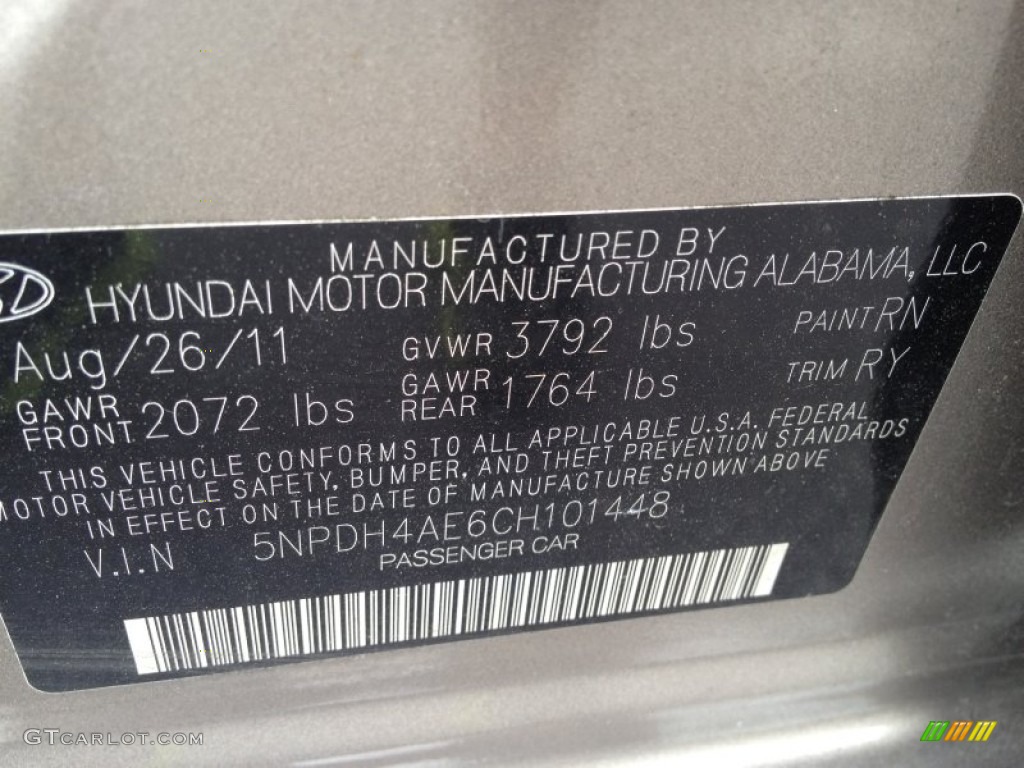 MANUFACTURED BY
HYUNDAI MOTOR MANUFACTURING ALABAMA, LLC
Aug/26/11 GVWR 3792 lbs PAINT RN
GAWR FRONT 2072 lbs GAWR REAR 1764 lbs TRIM RY
THIS VEHICLE CONFORMS TO ALL APPLICABLE U.S.A. FEDERAL
MOTOR VEHICLE SAFETY, BUMPER, AND THEFT PREVENTION STANDARDS
IN EFFECT ON THE DATE OF MANUFACTURE SHOWN ABOVE
V.I.N 5NPDH4AE6CH101448
PASSENGER CAR
GTCARLOT.COM